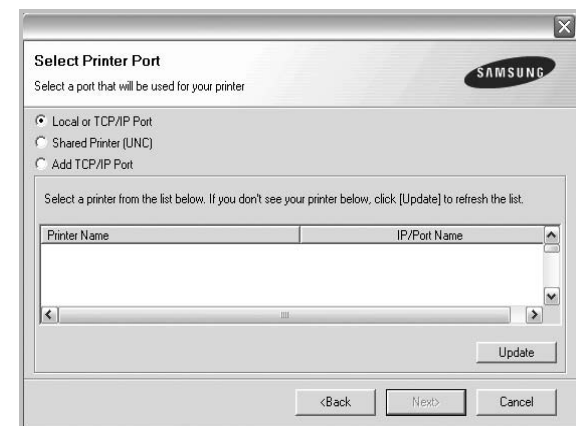 Select Printer Port
Select a port that will be used for your printer
SAMSUNG
Local or TCP/IP Port
Shared Printer (UNC)
Add TCP/IP Port
Select a printer from the list below. If you don't see your printer below, click [Update] to refresh the list.
Printer Name IP/Port Name
Update
<Back Next> Cancel